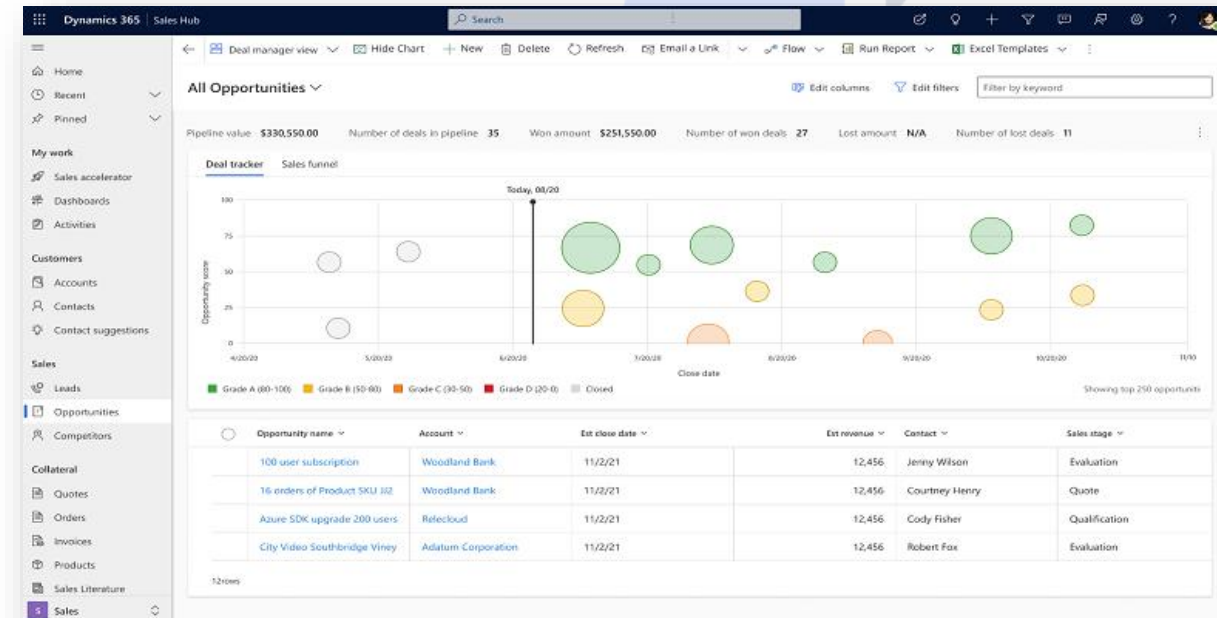 Dynamics 365 Sales Hub
Search
?
Home
Recent
Pinned
My work
Sales accelerator
Dashboards
Activities
Customers
Accounts
Contacts
Contact suggestions
Sales
Leads
Opportunities
Competitors
Collateral
Quotes
Orders
Invoices
Products
Sales Literature
S Sales
Deal manager view Hide Chart New Delete Refresh Email a Link Flow Run Report Excel Templates
All Opportunities Edit columns Edit filters Filter by keyword
Pipeline value $330,550.00 Number of deals in pipeline 35 Won amount $251,550.00 Number of won deals 27 Lost amount N/A Number of lost deals 11
Deal tracker Sales funnel
Today, 08/20
Opportunity score
100
75
50
25
0
4/20/20 5/20/20 6/20/20 7/20/20 8/20/20 9/20/20 10/20/20 11/10
Close date
Grade A (80-100) Grade B (50-80) Grade C (30-50) Grade D (20-0) Closed Showing top 250 opportuniti
Opportunity name Account Est close date Est revenue Contact Sales stage
100 user subscription Woodland Bank 11/2/21 12,456 Jenny Wilson Evaluation
16 orders of Product SKU JJ2 Woodland Bank 11/2/21 12,456 Courtney Henry Quote
Azure SDK upgrade 200 users Relecloud 11/2/21 12,456 Cody Fisher Qualification
City Video Southbridge Viney Adatum Corporation 11/2/21 12,456 Robert Fox Evaluation
12rows